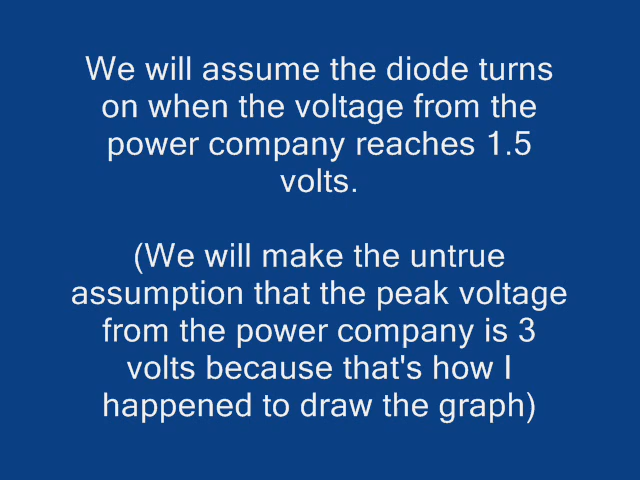 We will assume the diode turns
on when the voltage from the
power company reaches 1.5
volts.
(We will make the untrue
assumption that the peak voltage
from the power company is 3
volts because that's how I
happened to draw the graph)